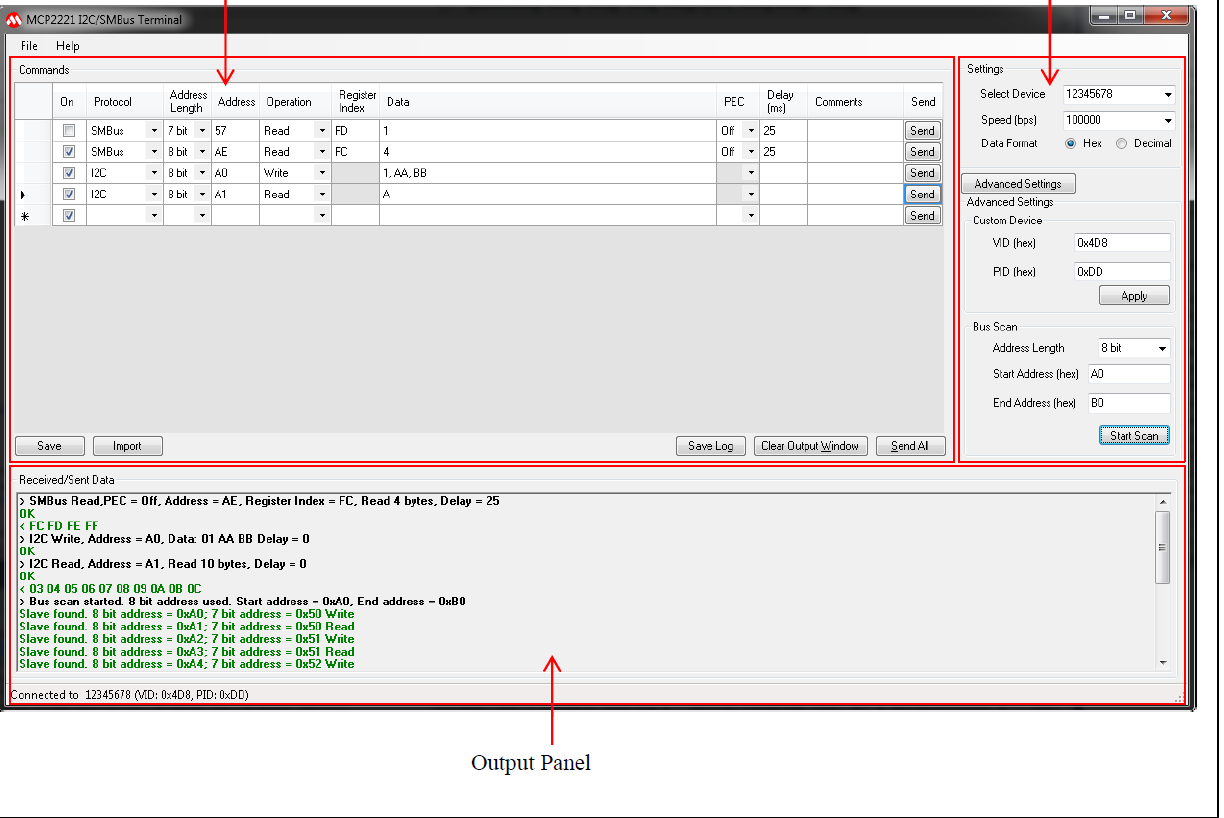 MCP2221 I2C/SMBus Terminal
File Help
Commands
On Protocol Address Length Address Operation Register Index Data PEC Delay (ms) Comments Send
SMBus 7 bit 57 Read FD 1 Off 25 Send
SMBus 8 bit AE Read FC 4 Off 25 Send
I2C 8 bit A0 Write 1, AA, BB Send
I2C 8 bit A1 Read A Send
Send
Save Import Save Log Clear Output Window Send All
Settings
Select Device 12345678
Speed (bps) 100000
Data Format Hex Decimal
Advanced Settings
Advanced Settings
Custom Device
VID (hex) 0x4D8
PID (hex) 0xDD
Apply
Bus Scan
Address Length 8 bit
Start Address (hex) A0
End Address (hex) B0
Start Scan
Received/Sent Data
> SMBus Read,PEC = Off, Address = AE, Register Index = FC, Read 4 bytes, Delay = 25
OK
< FC FD FE FF
> I2C Write, Address = A0, Data: 01 AA BB Delay = 0
OK
> I2C Read, Address = A1, Read 10 bytes, Delay = 0
OK
< 03 04 05 06 07 08 09 0A 0B 0C
> Bus scan started. 8 bit address used. Start address = 0xA0, End address = 0xB0
Slave found. 8 bit address = 0xA0; 7 bit address = 0x50 Write
Slave found. 8 bit address = 0xA1; 7 bit address = 0x50 Read
Slave found. 8 bit address = 0xA2; 7 bit address = 0x51 Write
Slave found. 8 bit address = 0xA3; 7 bit address = 0x51 Read
Slave found. 8 bit address = 0xA4; 7 bit address = 0x52 Write
Connected to 12345678 (VID: 0x4D8, PID: 0xDD)
Output Panel